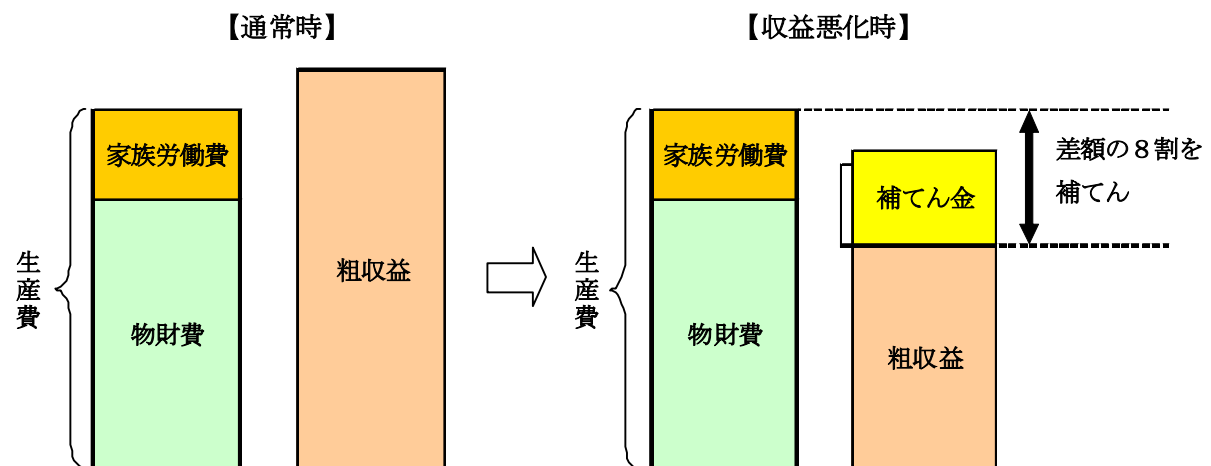 【通常時】
家族労働費
物財費
生産費
粗収益
【収益悪化時】
家族労働費
物財費
生産費
補てん金
粗収益
差額の８割を
補てん